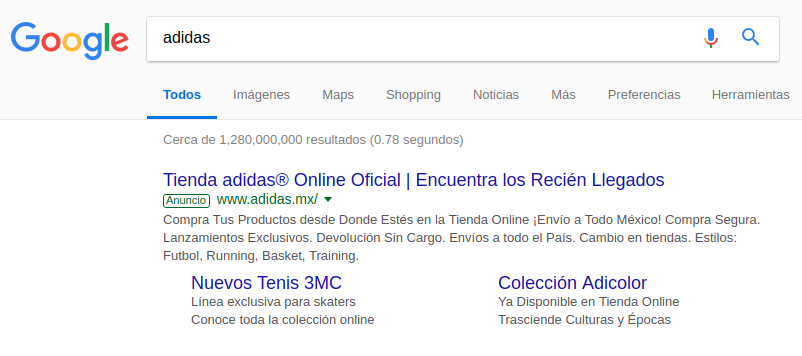 Google
adidas
Todos Imágenes Maps Shopping Noticias Más Preferencias Herramientas
Cerca de 1,280,000,000 resultados (0.78 segundos)
Tienda adidas® Online Oficial | Encuentra los Recién Llegados
Anuncio www.adidas.mx/
Compra Tus Productos desde Donde Estés en la Tienda Online ¡Envío a Todo México! Compra Segura.
Lanzamientos Exclusivos. Devolución Sin Cargo. Envíos a todo el País. Cambio en tiendas. Estilos:
Futbol, Running, Basket, Training.
Nuevos Tenis 3MC
Línea exclusiva para skaters
Conoce toda la colección online
Colección Adicolor
Ya Disponible en Tienda Online
Trasciende Culturas y Épocas